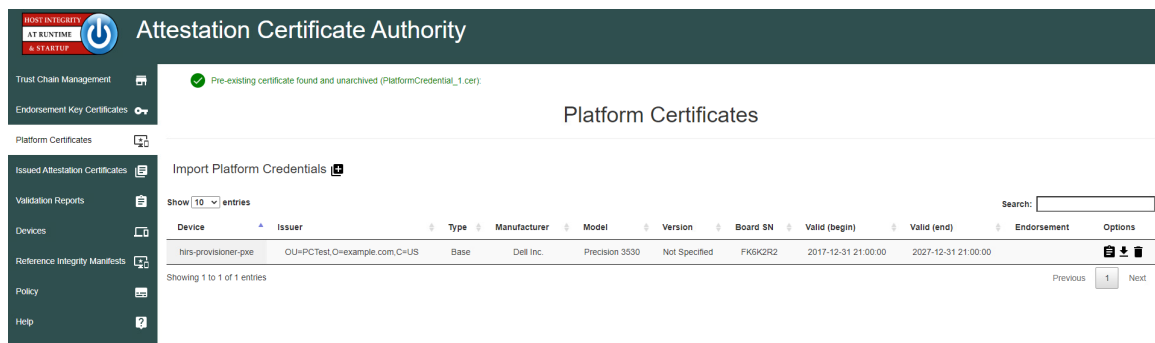 HOST INTEGRITY
AT RUNTIME
& STARTUP
Attestation Certificate Authority
Trust Chain Management
Endorsement Key Certificates
Platform Certificates
Issued Attestation Certificates
Validation Reports
Devices
Reference Integrity Manifests
Policy
Help
Pre-existing certificate found and unarchived (PlatformCredential_1.cer):
Platform Certificates
Import Platform Credentials
Show 10 entries
Search:
Device Issuer Type Manufacturer Model Version Board SN Valid (begin) Valid (end) Endorsement Options
hirs-provisioner-pxe OU=PCTest,O=example.com,C=US Base Dell Inc. Precision 3530 Not Specified FK6K2R2 2017-12-31 21:00:00 2027-12-31 21:00:00
Showing 1 to 1 of 1 entries
Previous 1 Next